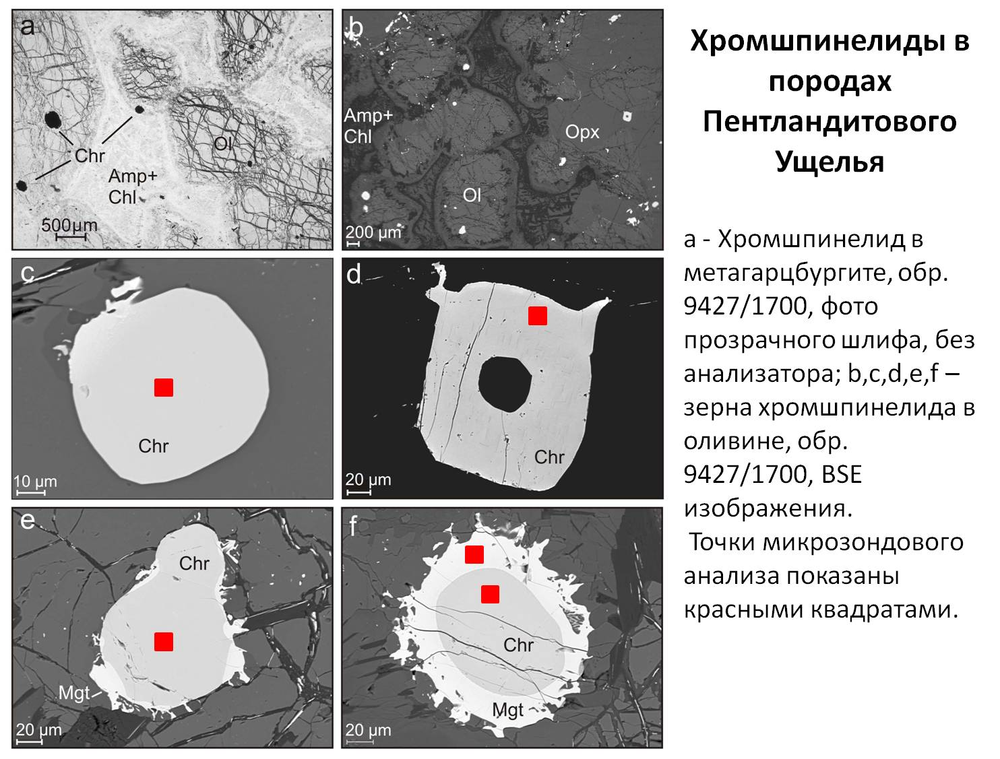 a
Chr
Ol
Amp+
Chl
500µm
b
Amp+
Chl
Opx
Ol
200 µm
c
Chr
10 µm
d
Chr
20 µm
e
Chr
Mgt
20 µm
f
Chr
Mgt
20 µm
Хромшпинелиды в
породах
Пентландитового
Ущелья
а - Хромшпинелид в
метагарцбургите, обр.
9427/1700, фото
прозрачного шлифа, без
анализатора; b,c,d,e,f –
зерна хромшпинелида в
оливине, обр.
9427/1700, BSE
изображения.
Точки микрозондового
анализа показаны
красными квадратами.